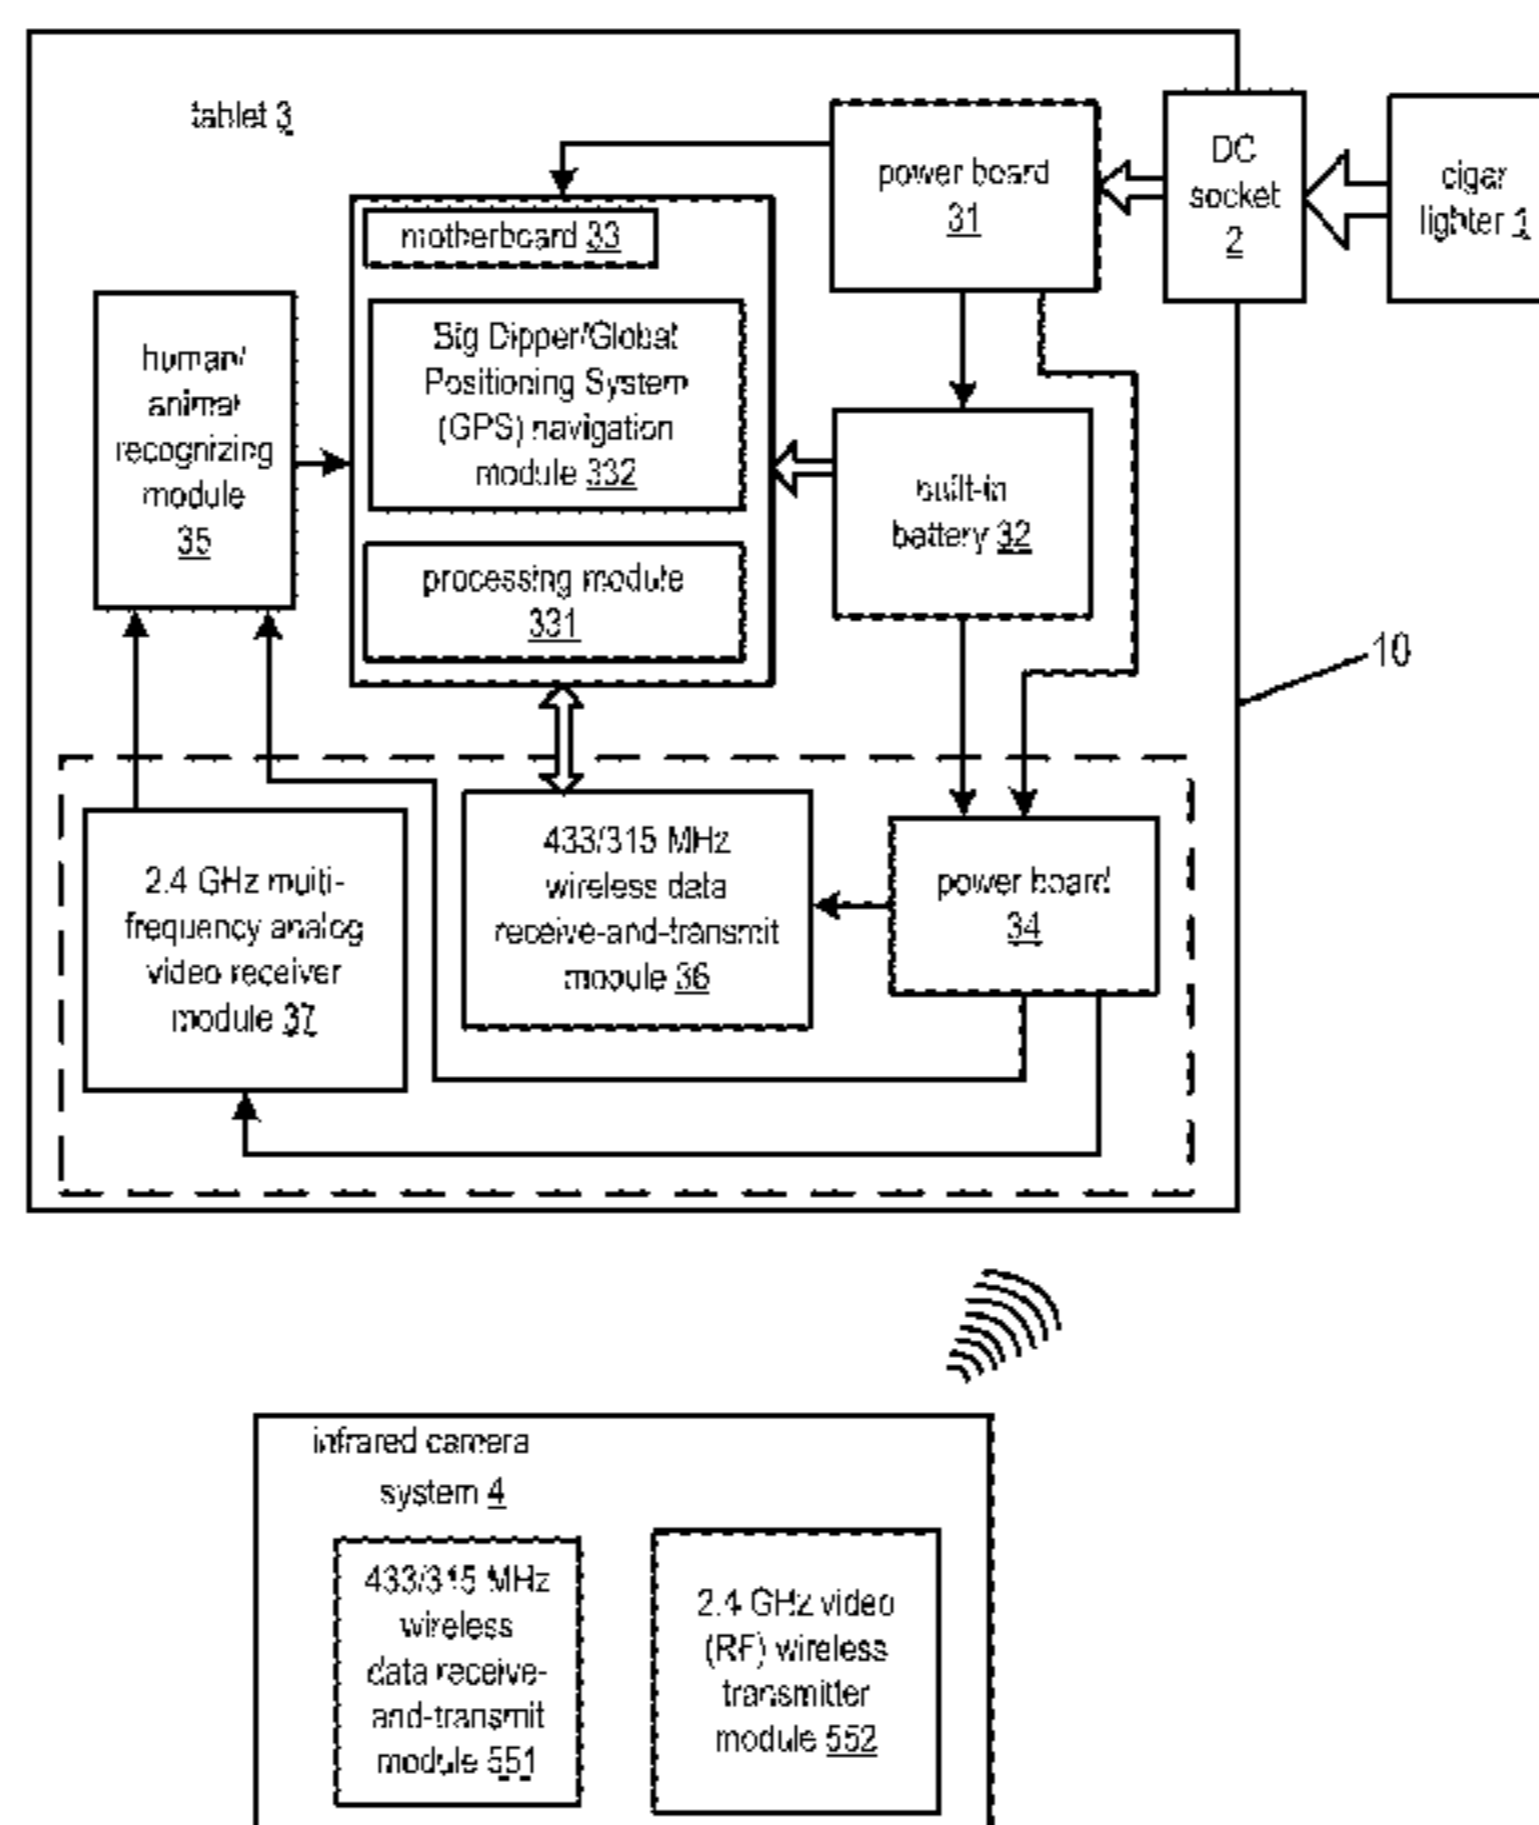 tablet 3
power board
31
DC
socket
2
cigar
lighter 1
motherboard 33
human/
animal
recognizing
module
35
Big Dipper/Global
Positioning System
(GPS) navigation
module 332
built-in
battery 32
processing module
331
10
2.4 GHz multi-
frequency analog
video receiver
module 37
433/315 MHz
wireless data
receive-and-transmit
module 36
power board
34
infrared camera
system 4
433/315 MHz
wireless
data receive-
and-transmit
module 551
2.4 GHz video
(RF) wireless
transmitter
module 552